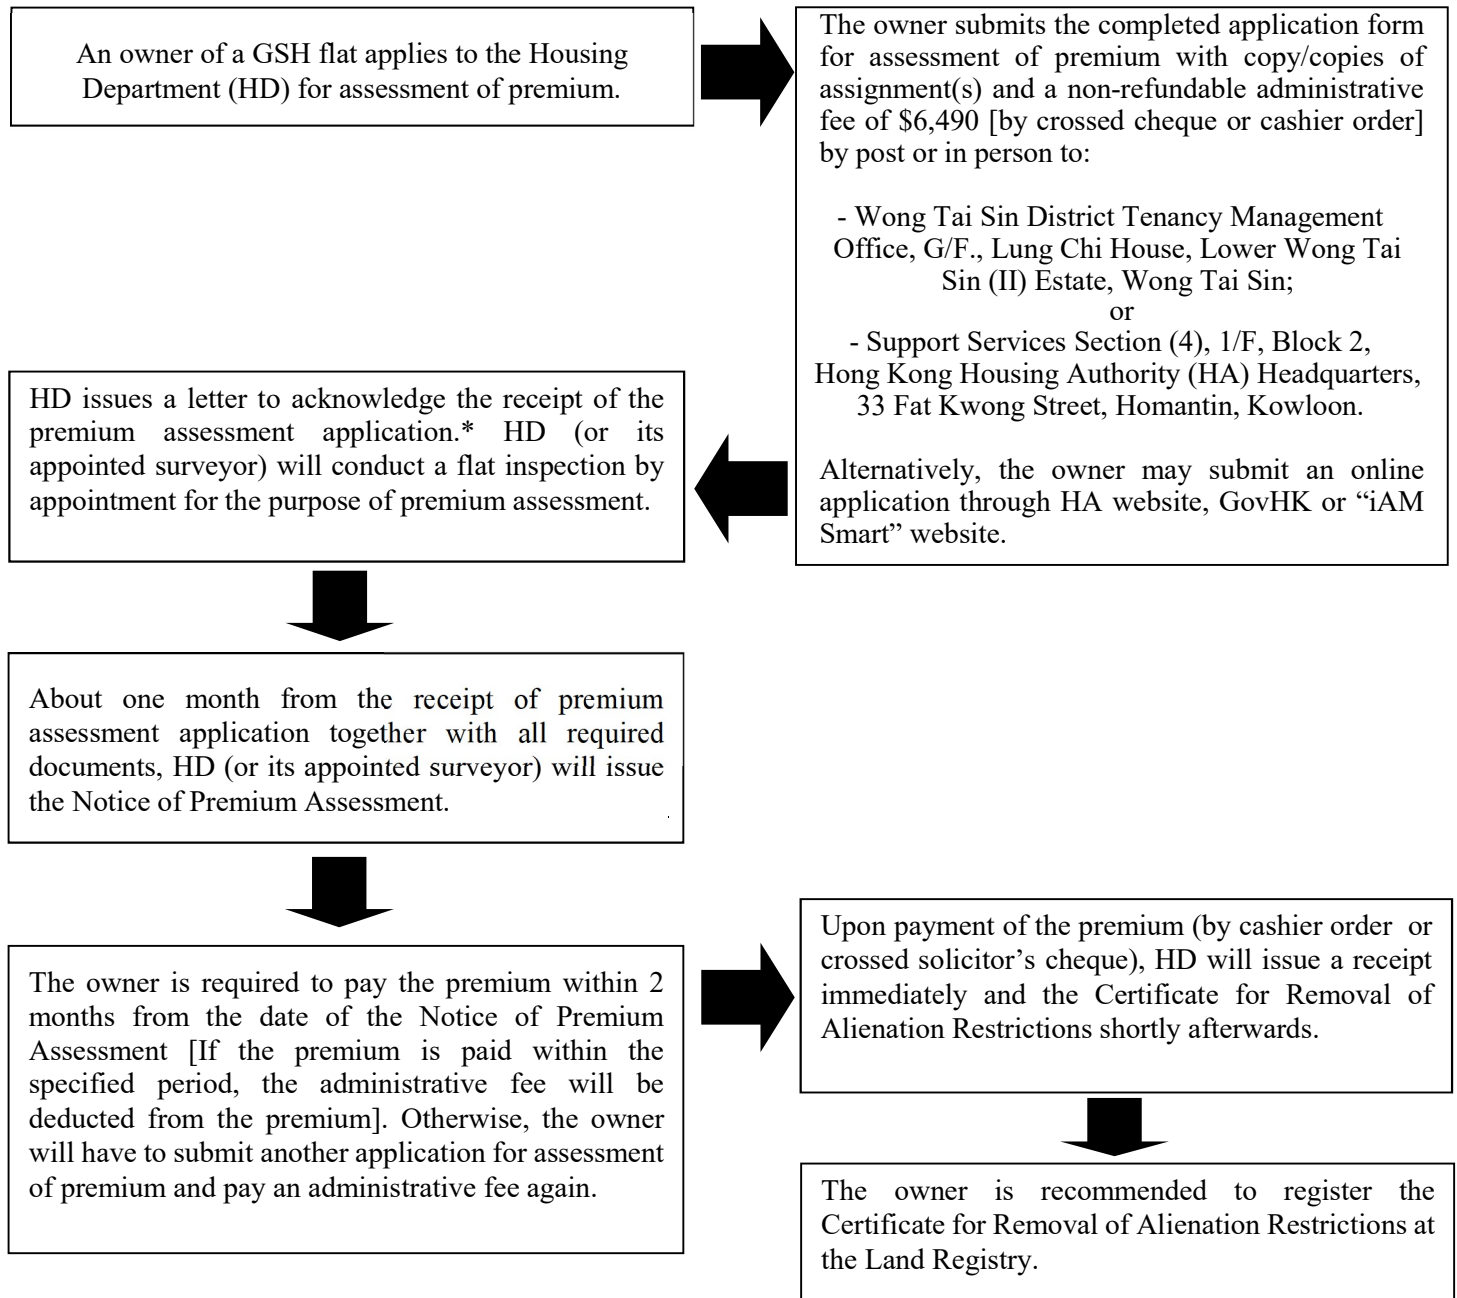 An owner of a GSH flat applies to the Housing
Department (HD) for assessment of premium.
The owner submits the completed application form
for assessment of premium with copy/copies of
assignment(s) and a non-refundable administrative
fee of $6,490 [by crossed cheque or cashier order]
by post or in person to:
- Wong Tai Sin District Tenancy Management
Office, G/F., Lung Chi House, Lower Wong Tai
Sin (II) Estate, Wong Tai Sin;
or
- Support Services Section (4), 1/F, Block 2,
Hong Kong Housing Authority (HA) Headquarters,
33 Fat Kwong Street, Homantin, Kowloon.
Alternatively, the owner may submit an online
application through HA website, GovHK or “iAM
Smart” website.
HD issues a letter to acknowledge the receipt of the
premium assessment application.* HD (or its
appointed surveyor) will conduct a flat inspection by
appointment for the purpose of premium assessment.
About one month from the receipt of premium
assessment application together with all required
documents, HD (or its appointed surveyor) will issue
the Notice of Premium Assessment.
The owner is required to pay the premium within 2
months from the date of the Notice of Premium
Assessment [If the premium is paid within the
specified period, the administrative fee will be
deducted from the premium]. Otherwise, the owner
will have to submit another application for assessment
of premium and pay an administrative fee again.
Upon payment of the premium (by cashier order or
crossed solicitor’s cheque), HD will issue a receipt
immediately and the Certificate for Removal of
Alienation Restrictions shortly afterwards.
The owner is recommended to register the
Certificate for Removal of Alienation Restrictions at
the Land Registry.